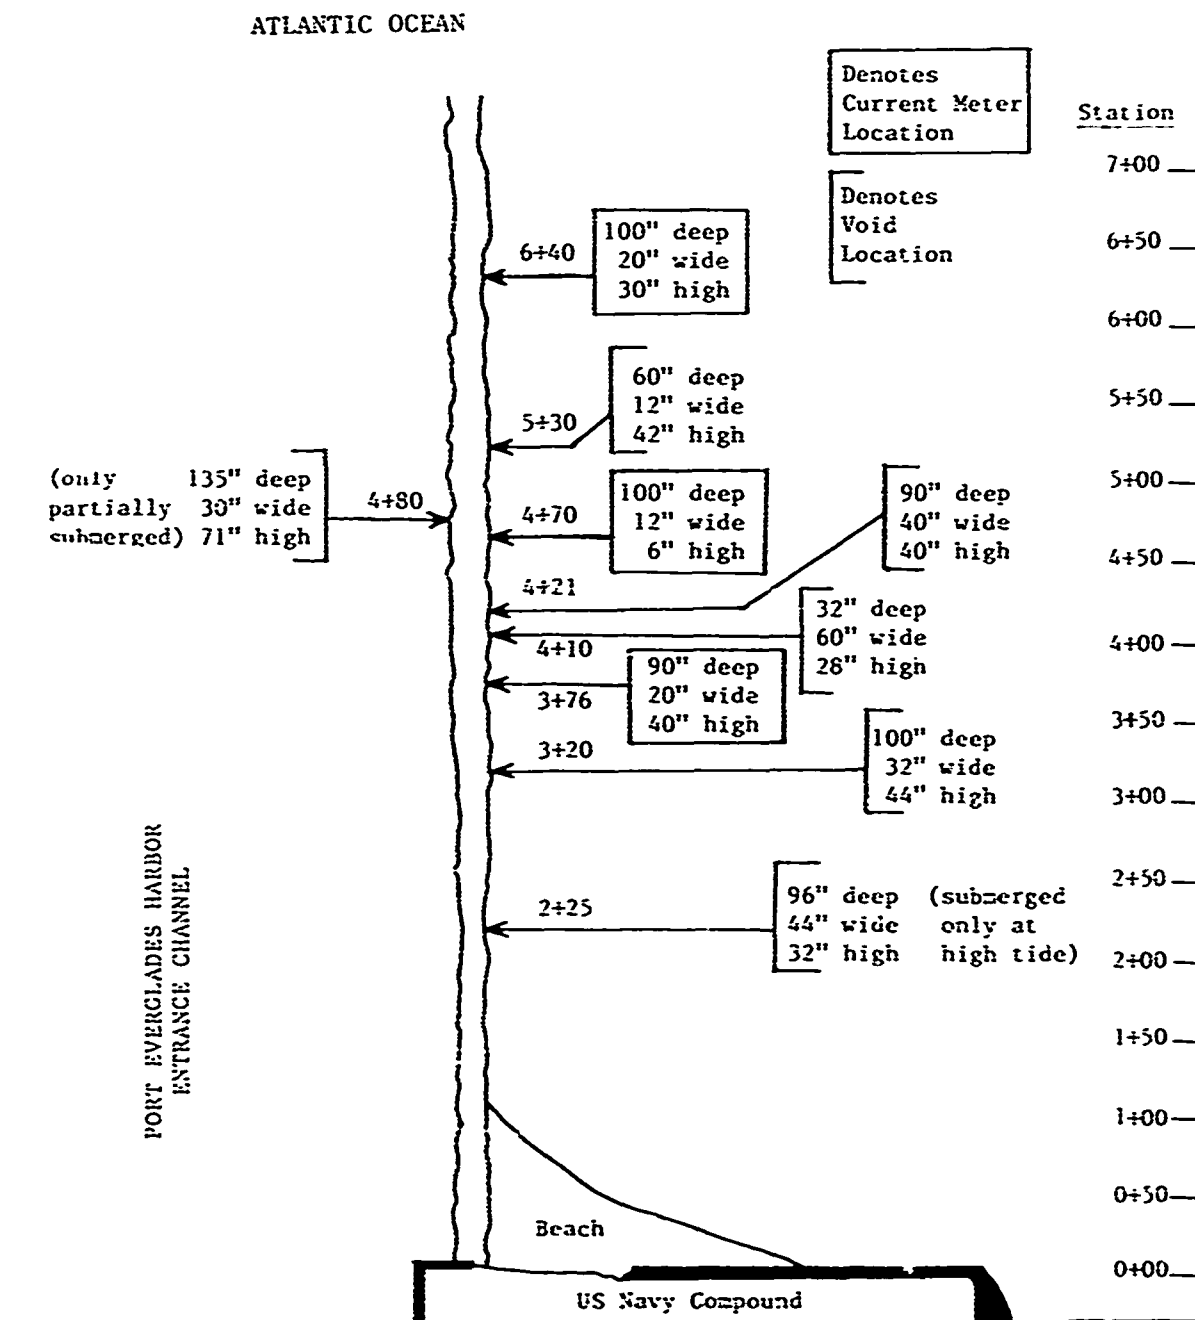 ATLANTIC OCEAN
Denotes
Current Meter
Location
Denotes
Void
Location
Station
7+00
6+50
6+00
5+50
5+00
4+50
4+00
3+50
3+00
2+50
2+00
1+50
1+00
0+50
0+00
6+40
100" deep
20" wide
30" high
5+30
60" deep
12" wide
42" high
(only 135" deep
partially 30" wide
submerged) 71" high
4+80
4+70
100" deep
12" wide
6" high
4+21
90" deep
40" wide
40" high
4+10
32" deep
60" wide
28" high
3+76
90" deep
20" wide
40" high
3+20
100" deep
32" wide
44" high
2+25
96" deep (submerged
44" wide only at
32" high high tide)
PORT EVERGLADES HARBOR
ENTRANCE CHANNEL
Beach
US Navy Compound